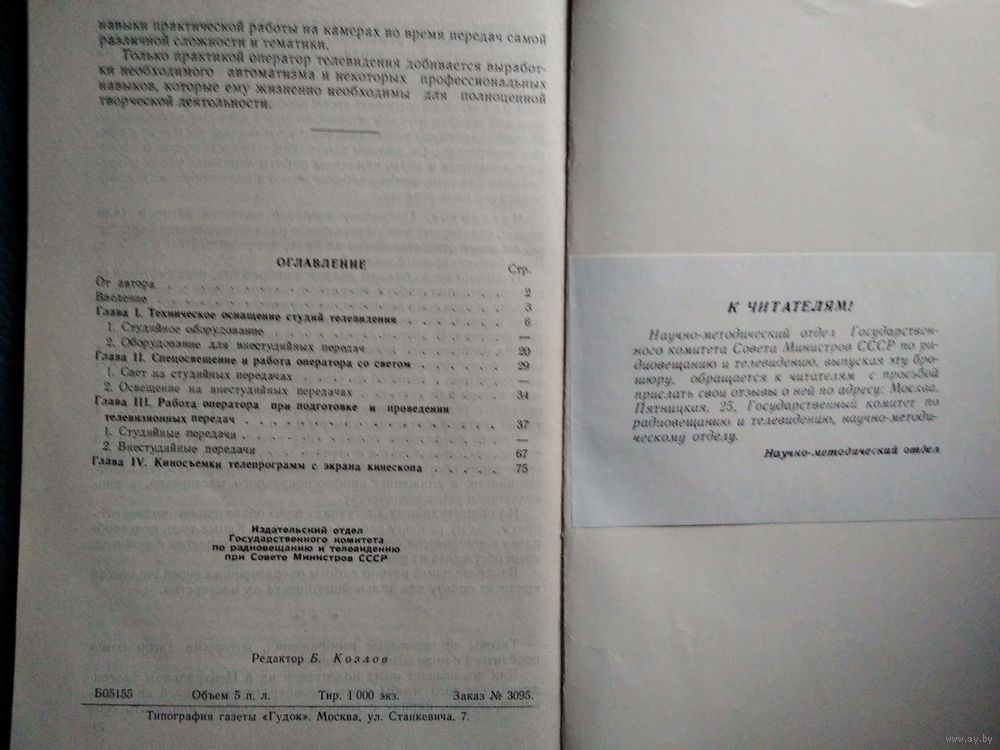 навыки практической работы на камерах во время передач самой
различной сложности и тематики.
Только практикой оператор телевидения добивается выработ-
ки необходимого автоматизма и некоторых профессиональных
навыков, которые ему жизненно необходимы для полноценной
творческой деятельности.
ОГЛАВЛЕНИЕ
Стр.
От автора . . . . . . . . . . . . . . . . 2
Введение . . . . . . . . . . . . . . . . 3
Глава I. Техническое оснащение студий телевидения . . . . . . 6
1. Студийное оборудование . . . . . . . . . . . —
2. Оборудование для внестудийных передач . . . . . . . 20
Глава II. Спецосвещение и работа оператора со светом . . . . . 29
1. Свет на студийных передачах . . . . . . . . . . —
2. Освещение на внестудийных передачах . . . . . . . . 34
Глава III. Работа оператора при подготовке и проведении
телевизионных передач . . . . . . . . . . . . 37
1. Студийные передачи . . . . . . . . . . . . —
2. Внестудийные передачи . . . . . . . . . . . 67
Глава IV. Киносъемки телепрограмм с экрана кинескопа . . . . . 75
Издательский отдел
Государственного комитета
по радиовещанию и телевидению
при Совете Министров СССР
Редактор Б. Козлов
Б05155 Объем 5 п. л. Тир. 1 000 экз. Заказ № 3095.
Типография газеты «Гудок». Москва, ул. Станкевича, 7.
К ЧИТАТЕЛЯМ!
Научно-методический отдел Государствен-
ного комитета Совета Министров СССР по ра-
диовещанию и телевидению, выпуская эту бро-
шюру, обращается к читателям с просьбой
прислать свои отзывы о ней по адресу: Москва,
Пятницкая, 25, Государственный комитет по
радиовещанию и телевидению, научно-методи-
ческому отделу.
Научно-методический отдел
www.ay.by